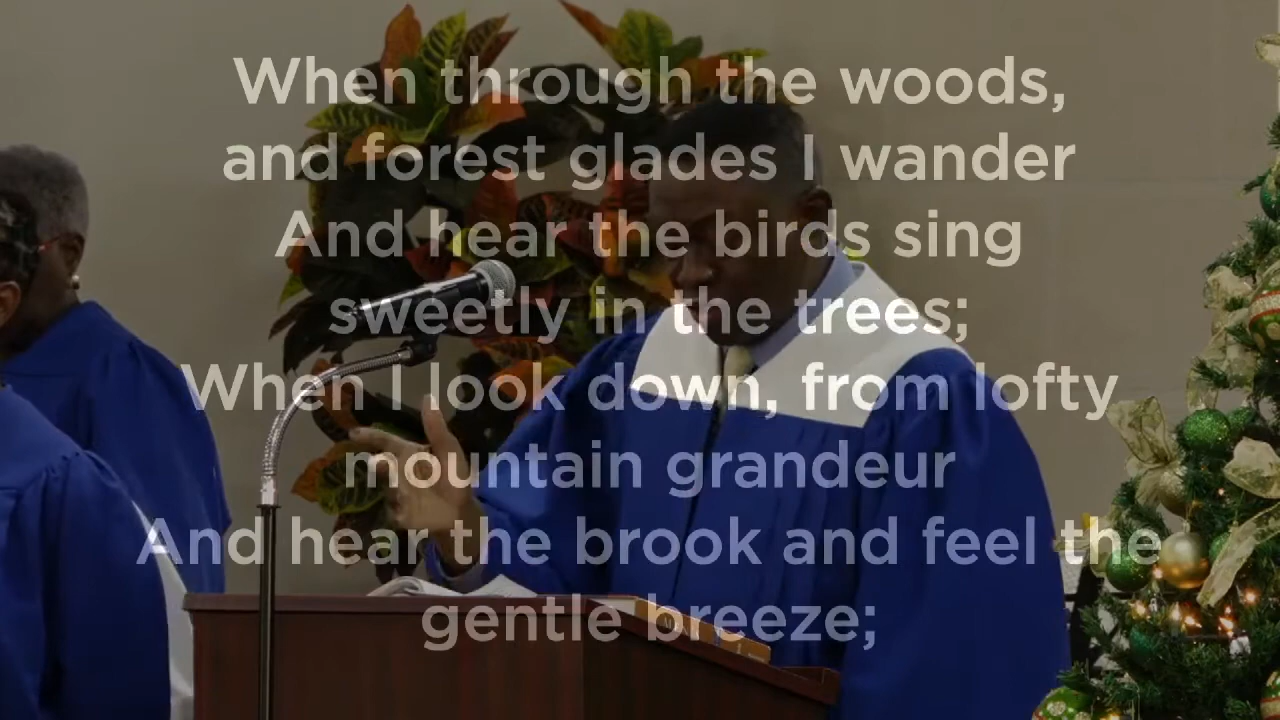 When through the woods,
and forest glades I wander
And hear the birds sing
sweetly in the trees;
When I look down, from lofty
mountain grandeur
And hear the brook and feel the
gentle breeze;